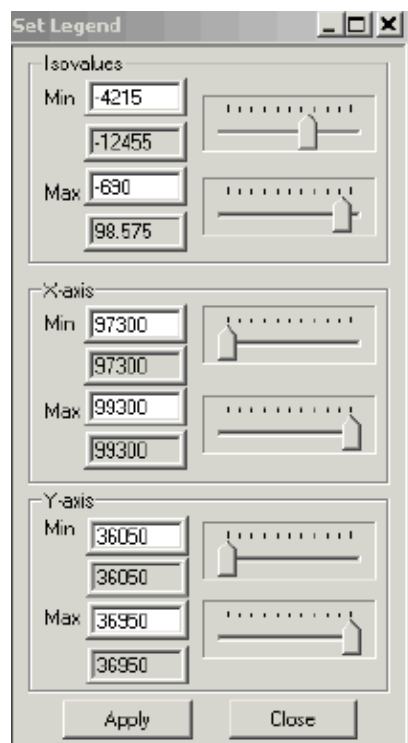 Set Legend
Isovalues
Min -4215
-12455
Max -690
98.575
X-axis
Min 97300
97300
Max 99300
99300
Y-axis
Min 36050
36050
Max 36950
36950
Apply Close